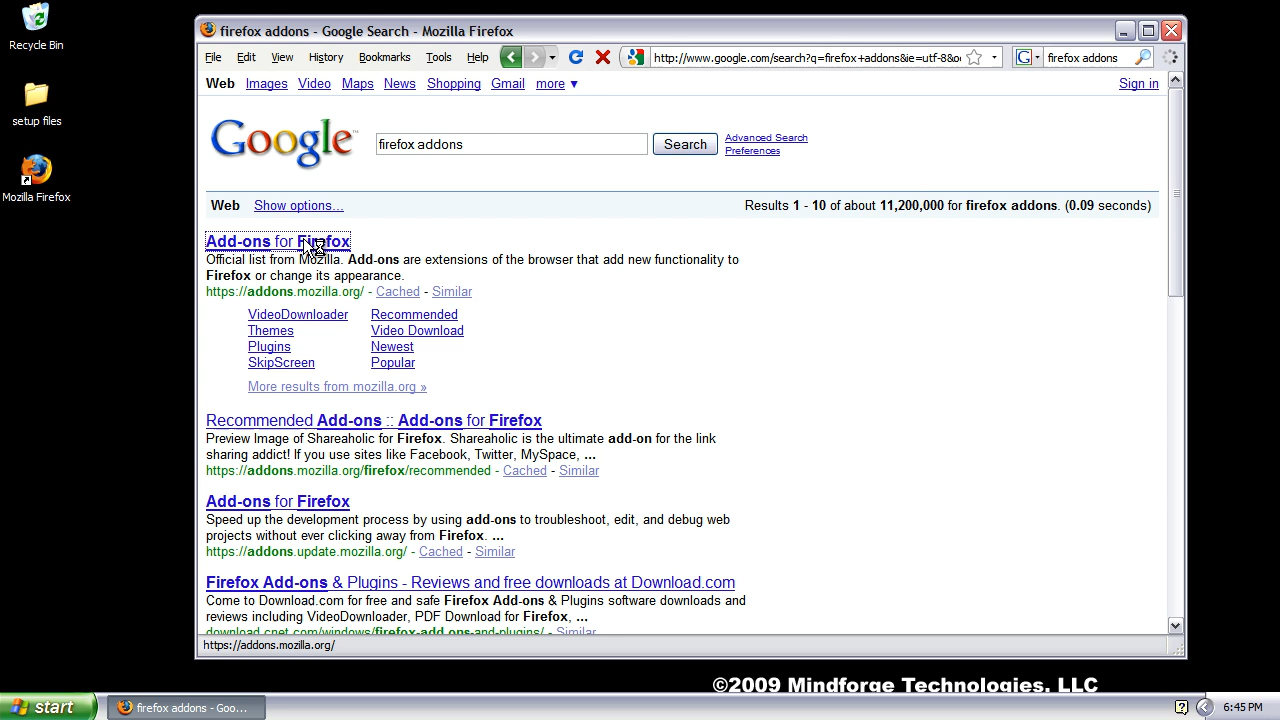 Recycle Bin
setup files
Mozilla Firefox
firefox addons - Google Search - Mozilla Firefox
File Edit View History Bookmarks Tools Help
http://www.google.com/search?q=firefox+addons&ie=utf-8&o
G firefox addons
Web Images Video Maps News Shopping Gmail more ▼ Sign in
Google™
firefox addons
Search
Advanced Search
Preferences
Web Show options... Results 1 - 10 of about 11,200,000 for firefox addons. (0.09 seconds)
Add-ons for Firefox
Official list from Mozilla. Add-ons are extensions of the browser that add new functionality to
Firefox or change its appearance.
https://addons.mozilla.org/ - Cached - Similar
VideoDownloader Recommended
Themes Video Download
Plugins Newest
SkipScreen Popular
More results from mozilla.org »
Recommended Add-ons :: Add-ons for Firefox
Preview Image of Shareaholic for Firefox. Shareaholic is the ultimate add-on for the link
sharing addict! If you use sites like Facebook, Twitter, MySpace, ...
https://addons.mozilla.org/firefox/recommended - Cached - Similar
Add-ons for Firefox
Speed up the development process by using add-ons to troubleshoot, edit, and debug web
projects without ever clicking away from Firefox. ...
https://addons.update.mozilla.org/ - Cached - Similar
Firefox Add-ons & Plugins - Reviews and free downloads at Download.com
Come to Download.com for free and safe Firefox Add-ons & Plugins software downloads and
reviews including VideoDownloader, PDF Download for Firefox, ...
download.cnet.com/windows/firefox-add-ons-and-plugins/ - Similar
https://addons.mozilla.org/
©2009 Mindforge Technologies, LLC
start
firefox addons - Goo...
6:45 PM